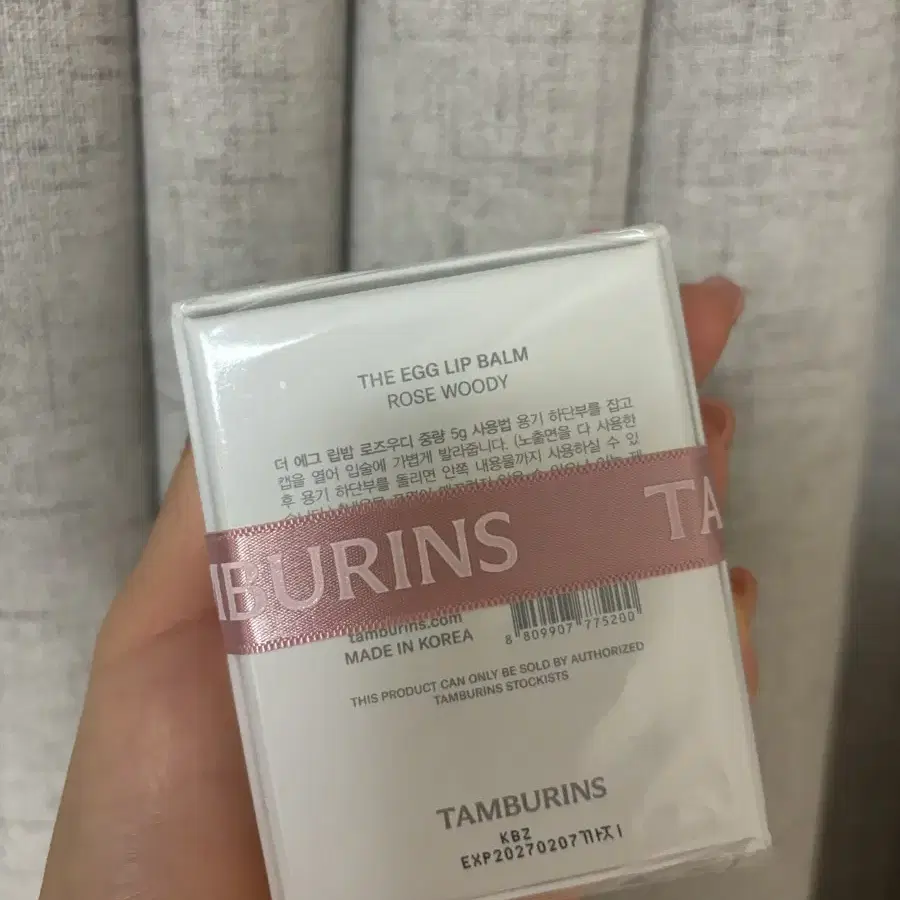 THE EGG LIP BALM
ROSE WOODY
더 에그 립밤 로즈우디 중량 5g 사용법 용기 하단부를 잡고
캡을 열어 입술에 가볍게 발라줍니다. (노출면을 다 사용한
후 용기 하단부를 돌리면 안쪽 내용물까지 사용하실 수 있
MBURINS TA
tamburins.com
MADE IN KOREA
8 809907 775200
THIS PRODUCT CAN ONLY BE SOLD BY AUTHORIZED
TAMBURINS STOCKISTS
TAMBURINS
KBZ
EXP20270207까지